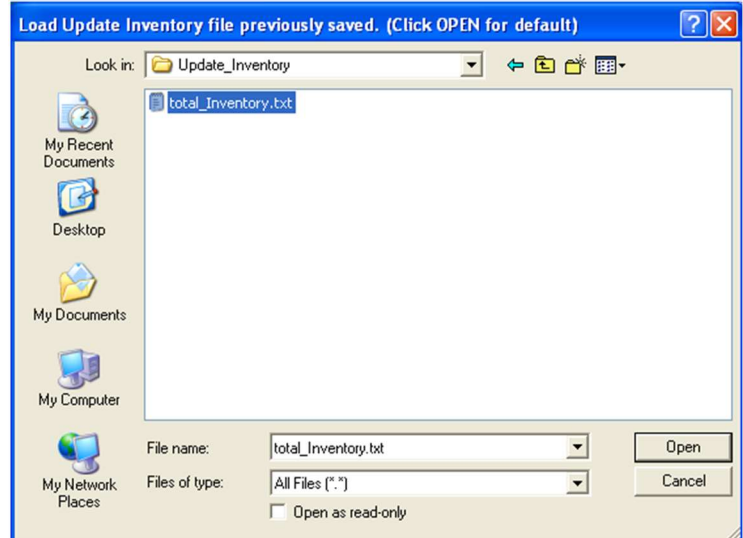 Load Update Inventory file previously saved. (Click OPEN for default)
Look in: Update_Inventory
total_Inventory.txt
My Recent
Documents
Desktop
My Documents
My Computer
My Network
Places
File name: total_Inventory.txt Open
Files of type: All Files (*.*) Cancel
Open as read-only